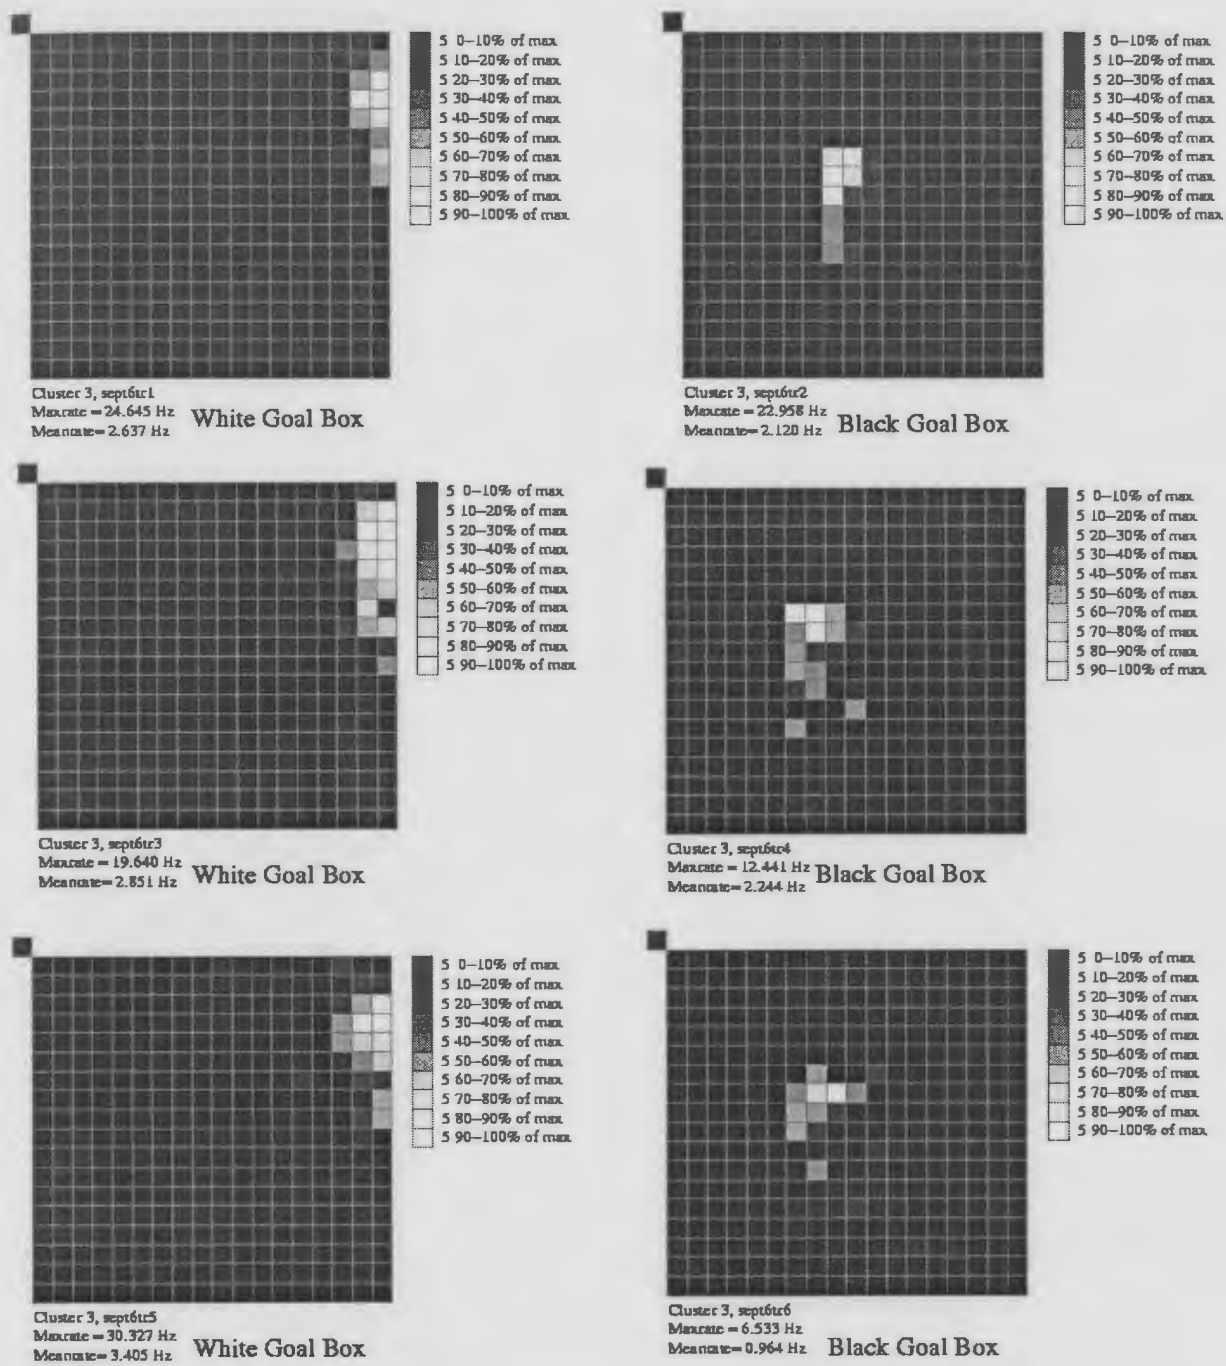 5 0–10% of max
5 10–20% of max
5 20–30% of max
5 30–40% of max
5 40–50% of max
5 50–60% of max
5 60–70% of max
5 70–80% of max
5 80–90% of max
5 90–100% of max
Cluster 3, sept6tr1
Maxrate = 24.645 Hz
Meanrate= 2.637 Hz
White Goal Box
5 0–10% of max
5 10–20% of max
5 20–30% of max
5 30–40% of max
5 40–50% of max
5 50–60% of max
5 60–70% of max
5 70–80% of max
5 80–90% of max
5 90–100% of max
Cluster 3, sept6tr2
Maxrate = 22.958 Hz
Meanrate= 2.120 Hz
Black Goal Box
5 0–10% of max
5 10–20% of max
5 20–30% of max
5 30–40% of max
5 40–50% of max
5 50–60% of max
5 60–70% of max
5 70–80% of max
5 80–90% of max
5 90–100% of max
Cluster 3, sept6tr3
Maxrate = 19.640 Hz
Meanrate= 2.851 Hz
White Goal Box
5 0–10% of max
5 10–20% of max
5 20–30% of max
5 30–40% of max
5 40–50% of max
5 50–60% of max
5 60–70% of max
5 70–80% of max
5 80–90% of max
5 90–100% of max
Cluster 3, sept6tr4
Maxrate = 12.441 Hz
Meanrate= 2.244 Hz
Black Goal Box
5 0–10% of max
5 10–20% of max
5 20–30% of max
5 30–40% of max
5 40–50% of max
5 50–60% of max
5 60–70% of max
5 70–80% of max
5 80–90% of max
5 90–100% of max
Cluster 3, sept6tr5
Maxrate = 30.327 Hz
Meanrate= 3.405 Hz
White Goal Box
5 0–10% of max
5 10–20% of max
5 20–30% of max
5 30–40% of max
5 40–50% of max
5 50–60% of max
5 60–70% of max
5 70–80% of max
5 80–90% of max
5 90–100% of max
Cluster 3, sept6tr6
Maxrate = 6.533 Hz
Meanrate= 0.964 Hz
Black Goal Box